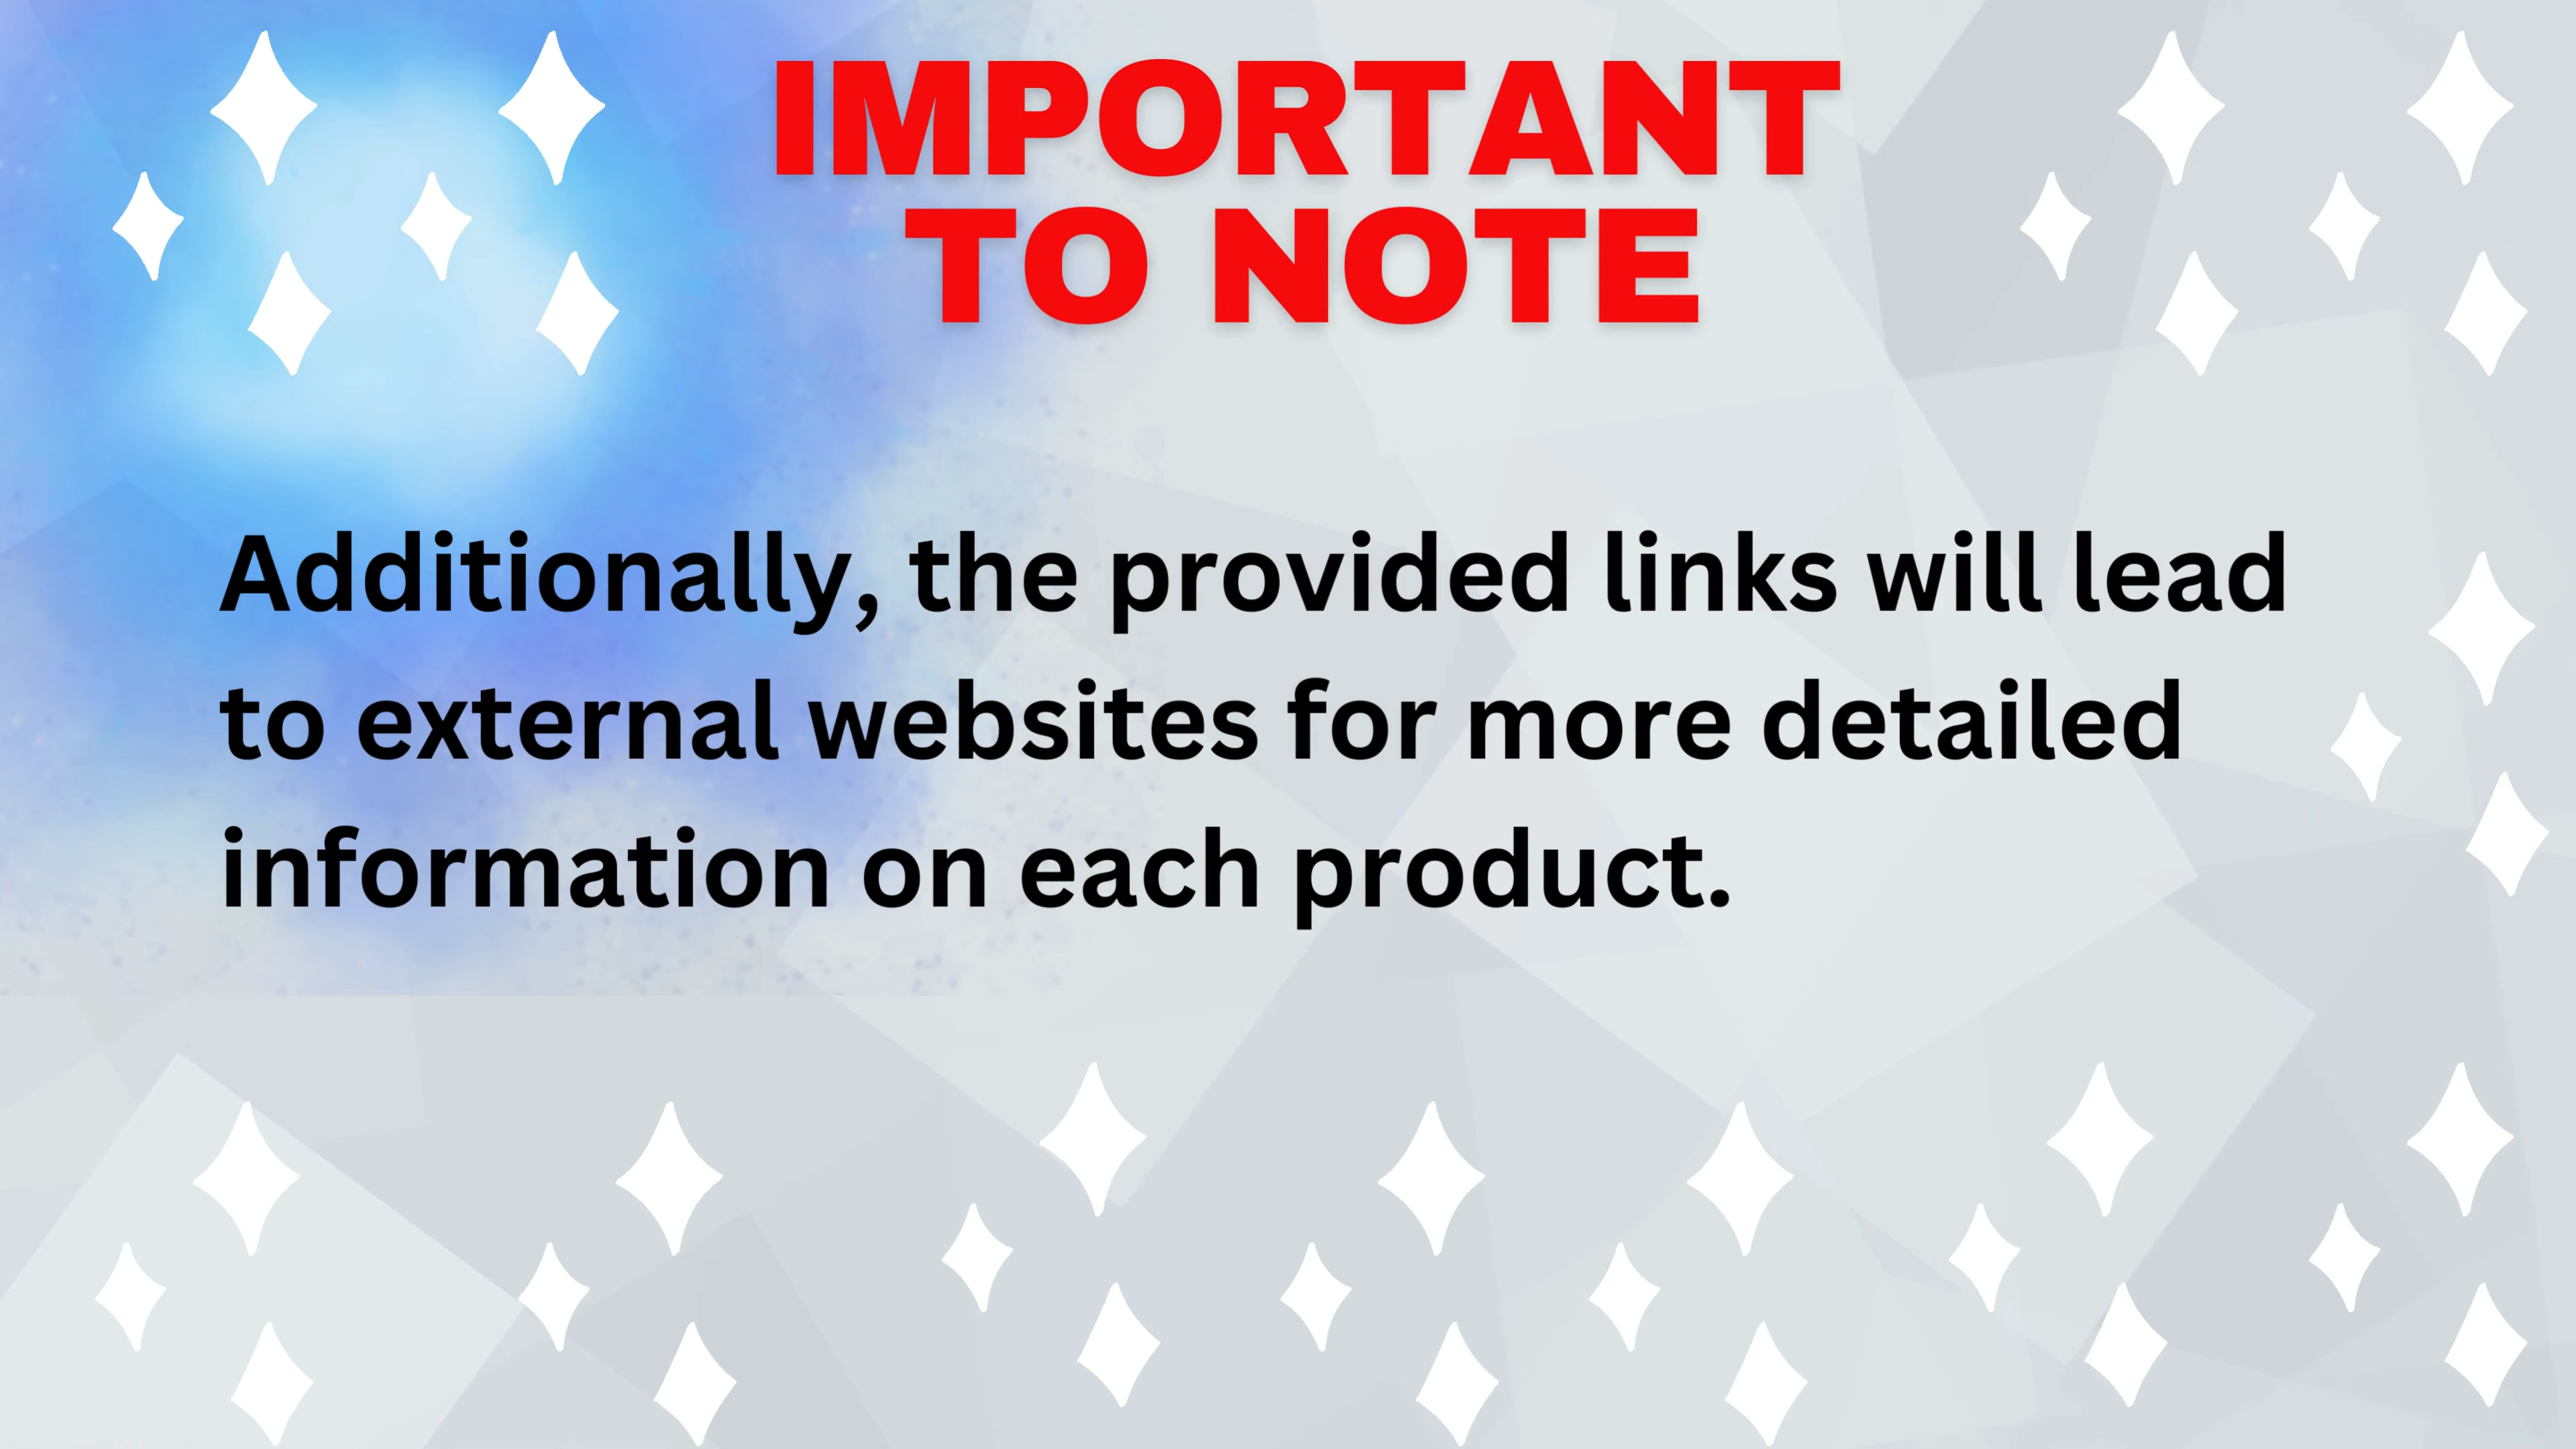 IMPORTANT
TO NOTE
Additionally, the provided links will lead
to external websites for more detailed
information on each product.